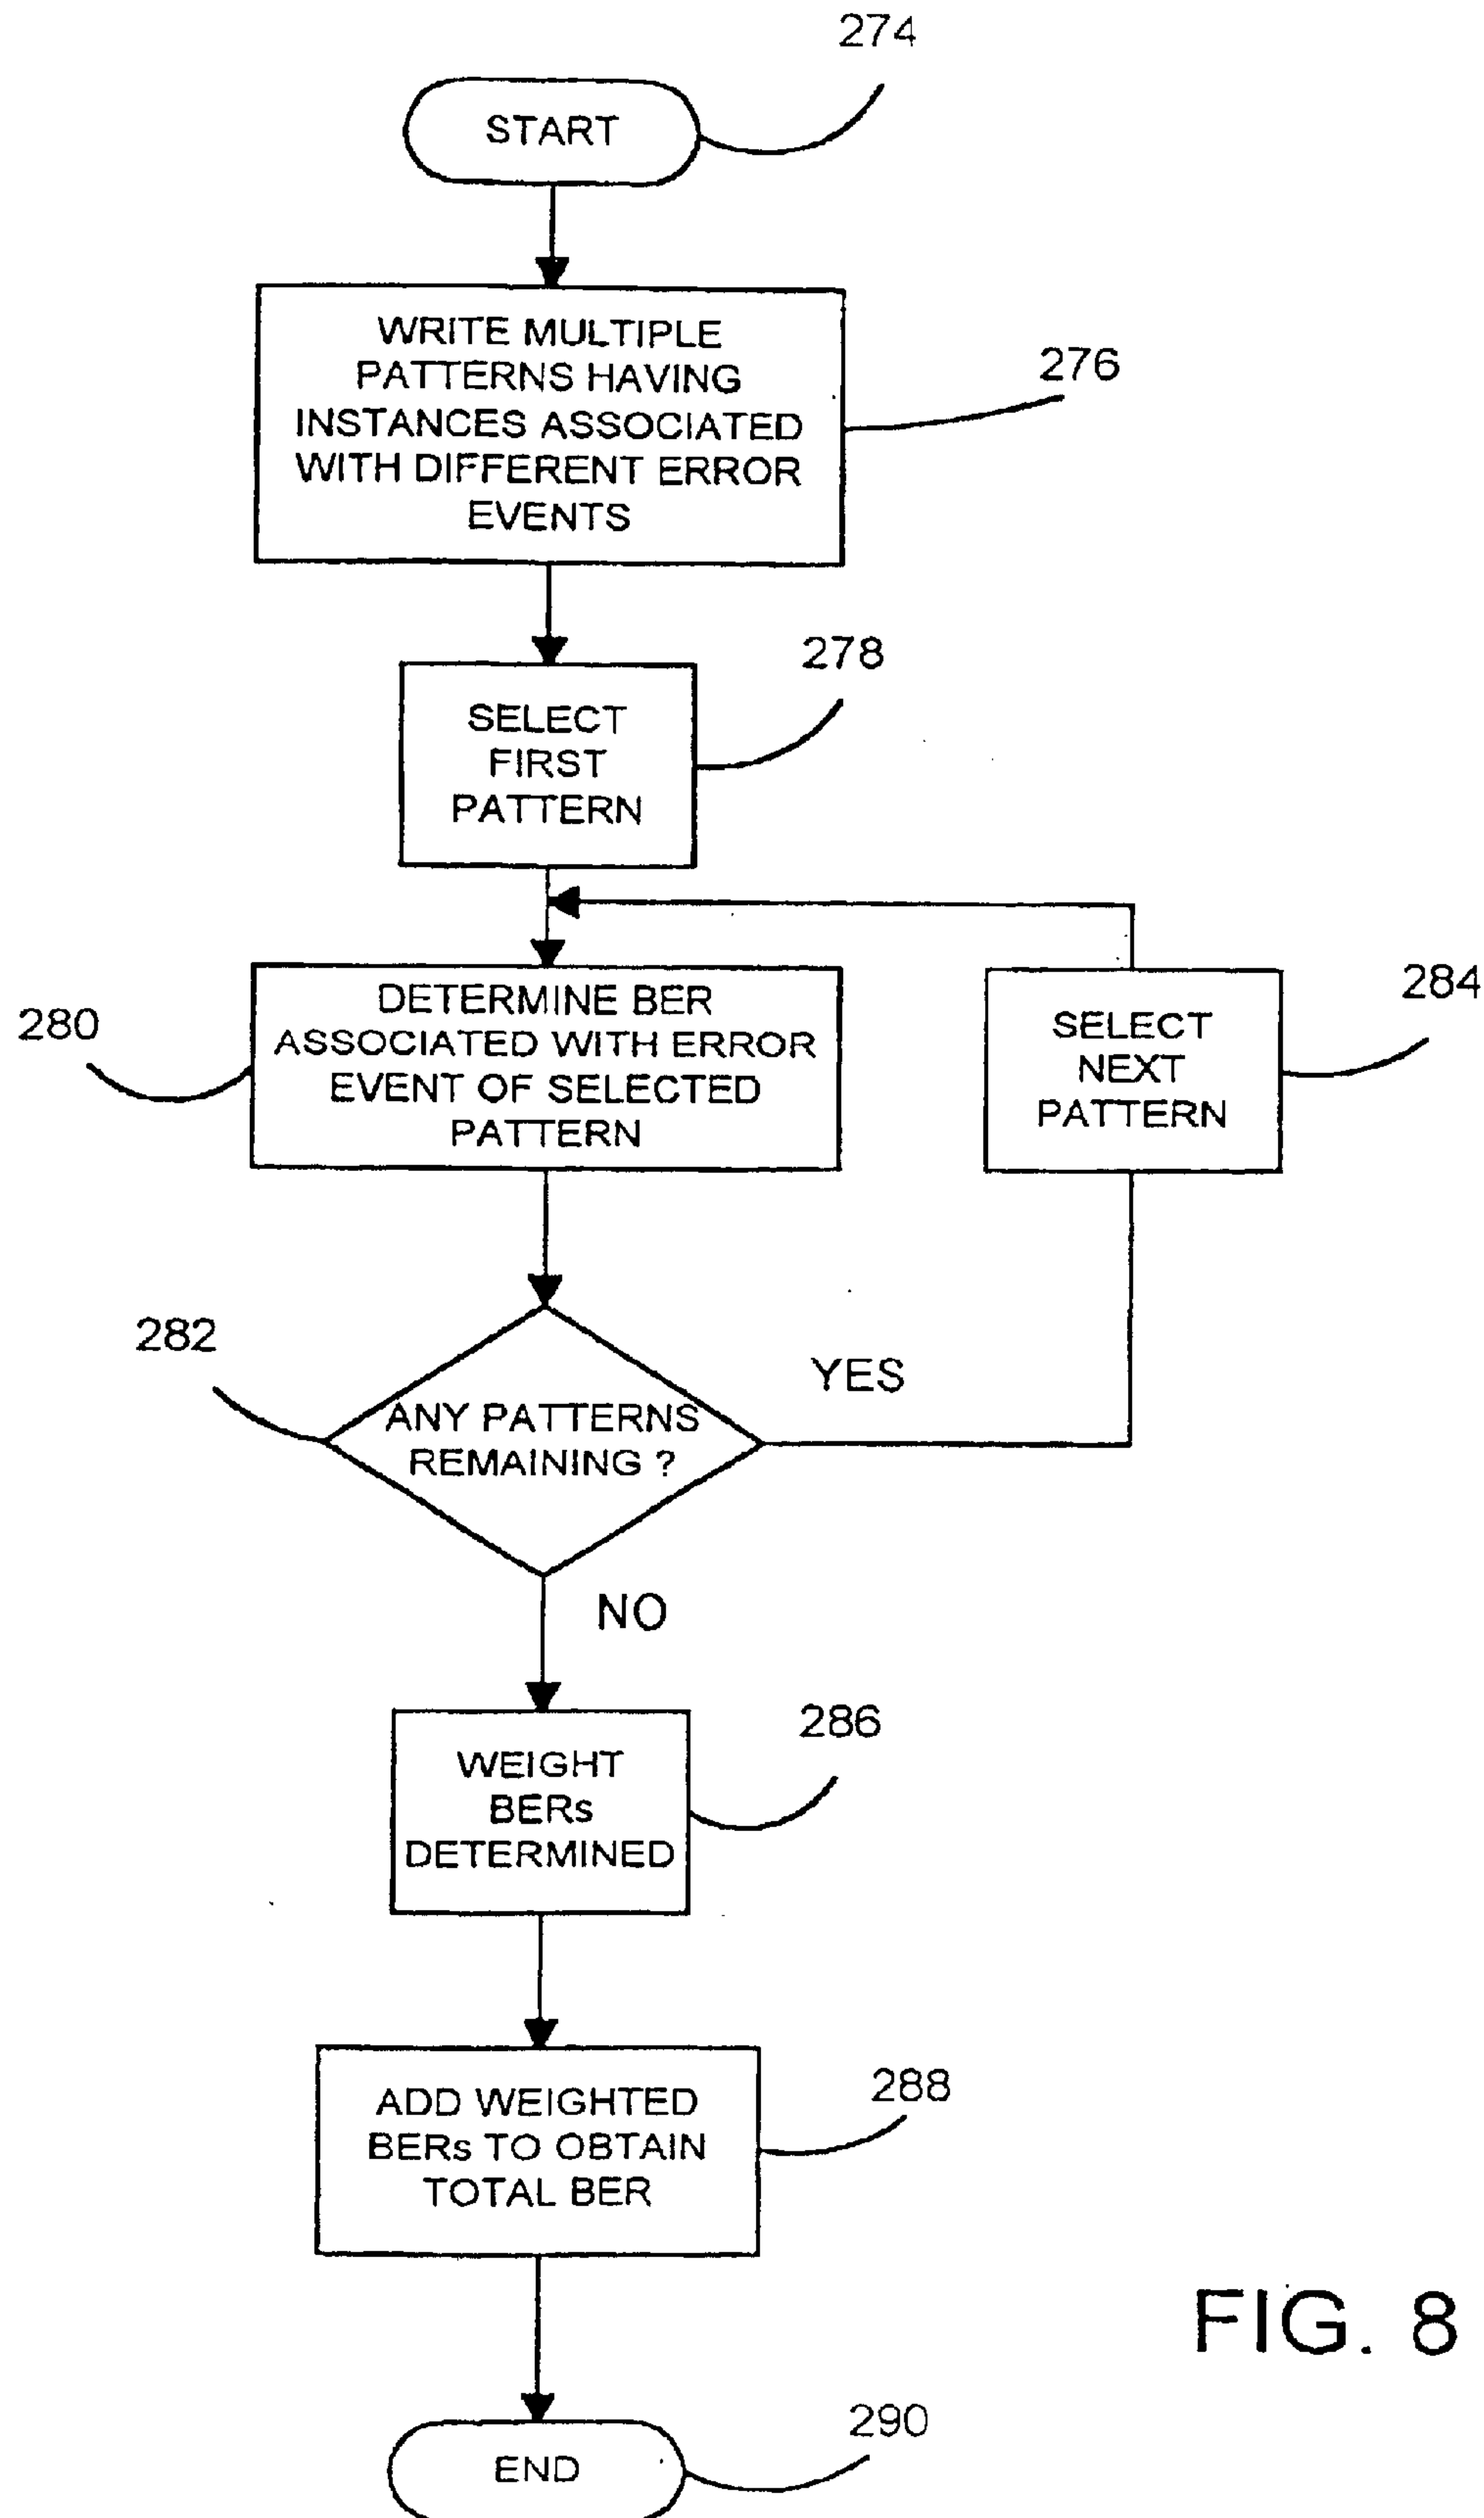 274
START
WRITE MULTIPLE
PATTERNS HAVING
INSTANCES ASSOCIATED
WITH DIFFERENT ERROR
EVENTS
276
278
SELECT
FIRST
PATTERN
280
DETERMINE BER
ASSOCIATED WITH ERROR
EVENT OF SELECTED
PATTERN
284
SELECT
NEXT
PATTERN
282
ANY PATTERNS
REMAINING ?
YES
NO
286
WEIGHT
BERs
DETERMINED
288
ADD WEIGHTED
BERs TO OBTAIN
TOTAL BER
290
END
FIG. 8